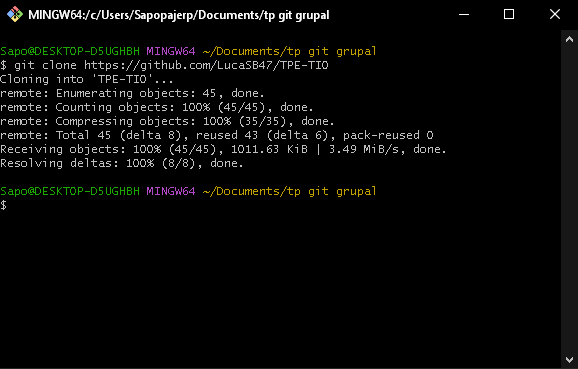 MINGW64:/c/Users/Sapopajerp/Documents/tp git grupal
Sapo@DESKTOP-D5UGHBH MINGW64 ~/Documents/tp git grupal
$ git clone https://github.com/LucaSB47/TPE-TIO
Cloning into 'TPE-TIO'...
remote: Enumerating objects: 45, done.
remote: Counting objects: 100% (45/45), done.
remote: Compressing objects: 100% (35/35), done.
remote: Total 45 (delta 8), reused 43 (delta 6), pack-reused 0
Receiving objects: 100% (45/45), 1011.63 KiB | 3.49 MiB/s, done.
Resolving deltas: 100% (8/8), done.
Sapo@DESKTOP-D5UGHBH MINGW64 ~/Documents/tp git grupal
$